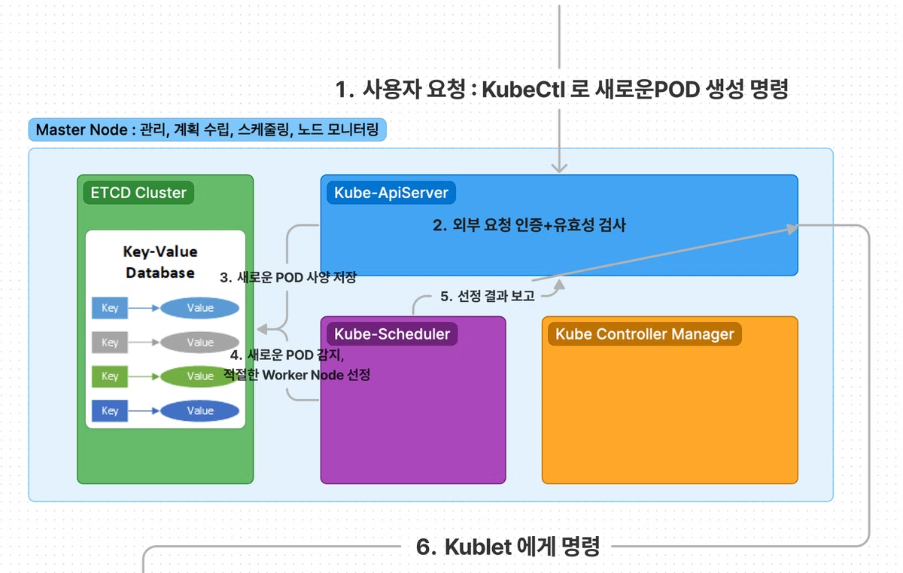 1. 사용자 요청 : KubeCtl 로 새로운POD 생성 명령
Master Node : 관리, 계획 수립, 스케줄링, 노드 모니터링
ETCD Cluster
Key-Value
Database
Key
Value
Key
Value
Key
Value
Key
Value
Kube-ApiServer
2. 외부 요청 인증+유효성 검사
3. 새로운 POD 사양 저장
4. 새로운 POD 감지,
적절한 Worker Node 선정
5. 선정 결과 보고
Kube-Scheduler
Kube Controller Manager
6. Kublet 에게 명령